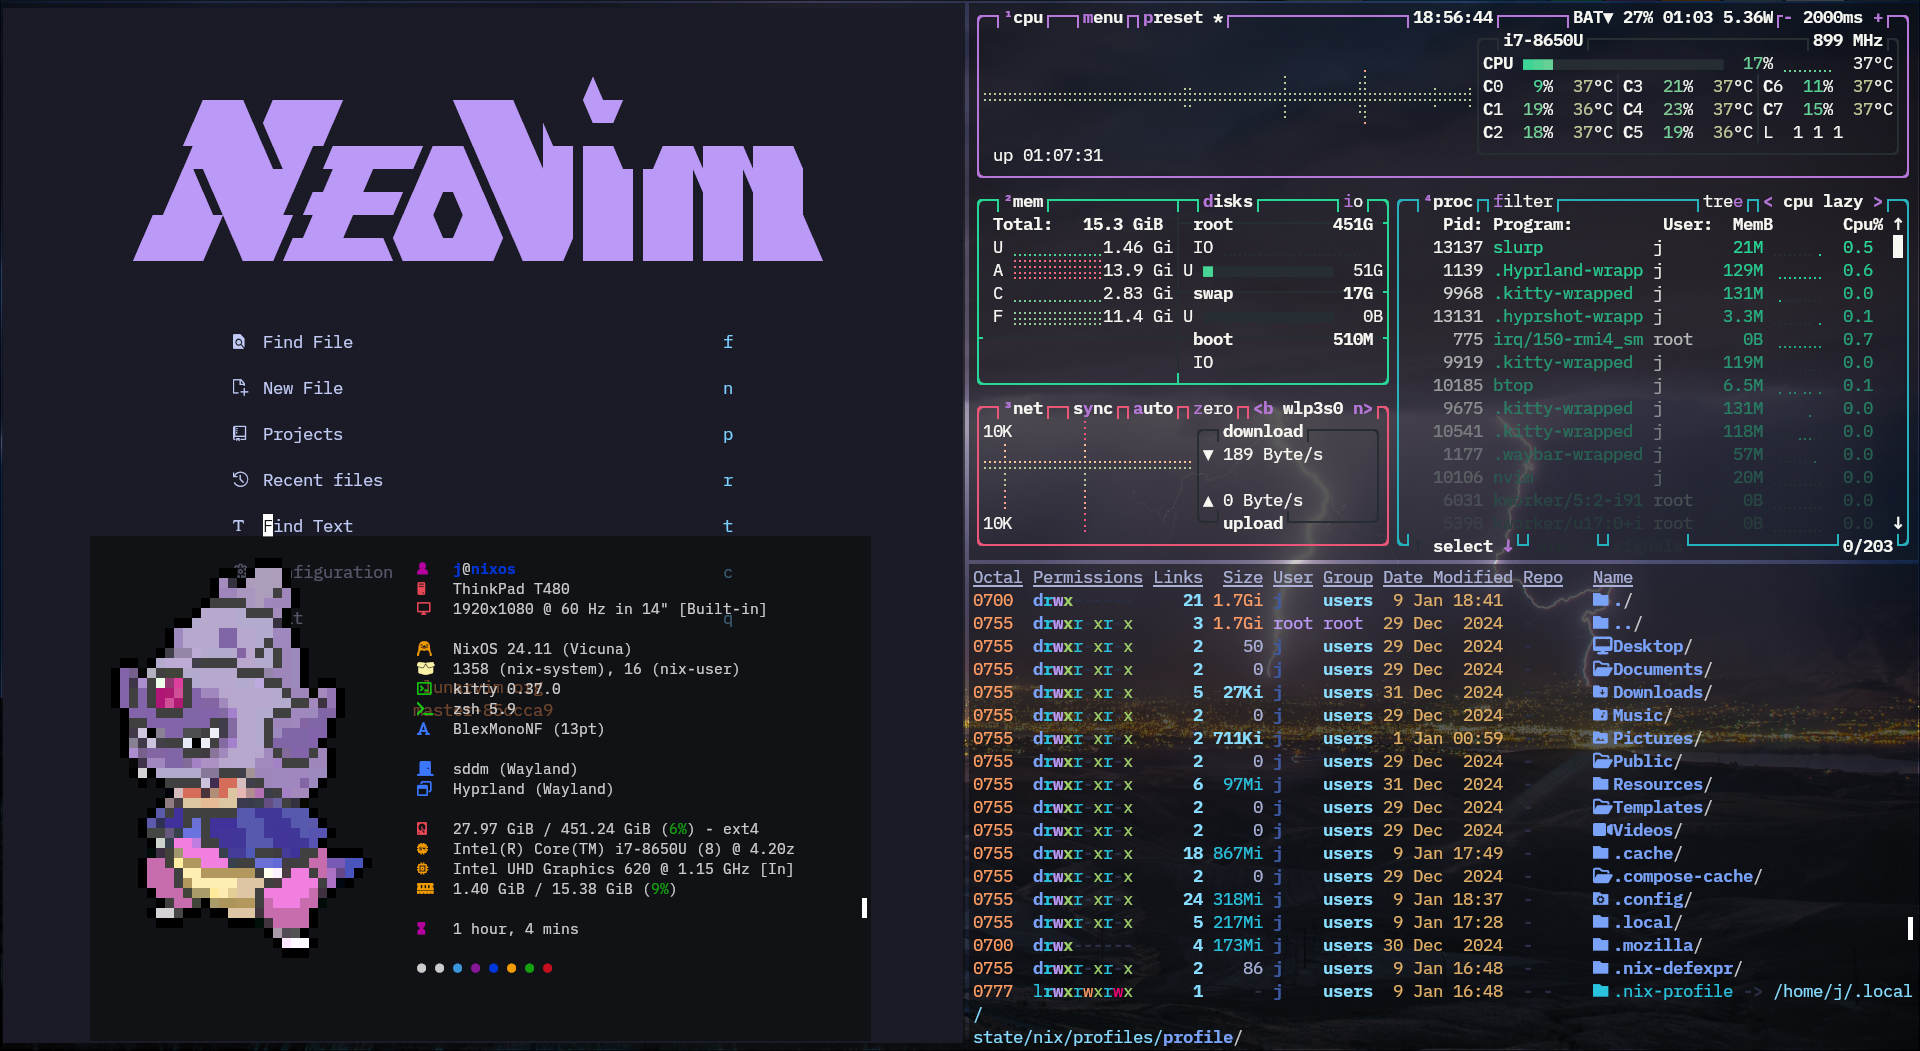 NEOVIM
Find File f
New File n
Projects p
Recent files r
Find Text t
figuration c
t q
j@nixos
ThinkPad T480
1920x1080 @ 60 Hz in 14" [Built-in]
NixOS 24.11 (Vicuna)
1358 (nix-system), 16 (nix-user)
kitty 0.37.0
zsh 5.9
BlexMonoNF (13pt)
sddm (Wayland)
Hyprland (Wayland)
27.97 GiB / 451.24 GiB (6%) - ext4
Intel(R) Core(TM) i7-8650U (8) @ 4.20z
Intel UHD Graphics 620 @ 1.15 GHz [In]
1.40 GiB / 15.38 GiB (9%)
1 hour, 4 mins
¹cpu menu preset * 18:56:44 BAT▼ 27% 01:03 5.36W - 2000ms +
i7-8650U 899 MHz
CPU 17% 37°C
C0 9% 37°C C3 21% 37°C C6 11% 37°C
C1 19% 36°C C4 23% 37°C C7 15% 37°C
C2 18% 37°C C5 19% 36°C L 1 1 1
up 01:07:31
²mem disks io
Total: 15.3 GiB root 451G
U 1.46 Gi IO
A 13.9 Gi U 51G
C 2.83 Gi swap 17G
F 11.4 Gi U 0B
boot 510M
IO
³net sync auto zero <b wlp3s0 n>
10K download
▼ 189 Byte/s
▲ 0 Byte/s
10K upload
⁴proc filter tree < cpu lazy >
Pid: Program: User: MemB Cpu% ↑
13137 slurp j 21M 0.5
1139 .Hyprland-wrapp j 129M 0.6
9968 .kitty-wrapped j 131M 0.0
13131 .hyprshot-wrapp j 3.3M 0.1
775 irq/150-rmi4_sm root 0B 0.7
9919 .kitty-wrapped j 119M 0.0
10185 btop j 6.5M 0.1
9675 .kitty-wrapped j 131M 0.0
10541 .kitty-wrapped j 118M 0.0
1177 .waybar-wrapped j 57M 0.0
10106 nvim j 20M 0.0
6031 kworker/5:2-i91 root 0B 0.0
5398 kworker/u17:0+i root 0B 0.0 ↓
select ↓ 0/203
Octal Permissions Links Size User Group Date Modified Repo Name
0700 drwx------ 21 1.7Gi j users 9 Jan 18:41 ./
0755 drwxr-xr-x 3 1.7Gi root root 29 Dec 2024 ../
0755 drwxr-xr-x 2 50 j users 29 Dec 2024 - Desktop/
0755 drwxr-xr-x 2 0 j users 29 Dec 2024 - Documents/
0755 drwxr-xr-x 5 27Ki j users 31 Dec 2024 - Downloads/
0755 drwxr-xr-x 2 0 j users 29 Dec 2024 - Music/
0755 drwxr-xr-x 2 711Ki j users 1 Jan 00:59 - Pictures/
0755 drwxr-xr-x 2 0 j users 29 Dec 2024 - Public/
0755 drwxr-xr-x 6 97Mi j users 31 Dec 2024 - Resources/
0755 drwxr-xr-x 2 0 j users 29 Dec 2024 - Templates/
0755 drwxr-xr-x 2 0 j users 29 Dec 2024 - Videos/
0755 drwxr-xr-x 18 867Mi j users 9 Jan 17:49 - .cache/
0755 drwxr-xr-x 2 0 j users 29 Dec 2024 - .compose-cache/
0755 drwxr-xr-x 24 318Mi j users 9 Jan 18:37 - .config/
0755 drwxr-xr-x 5 217Mi j users 9 Jan 17:28 - .local/
0700 drwx------ 4 173Mi j users 30 Dec 2024 - .mozilla/
0755 drwxr-xr-x 2 86 j users 9 Jan 16:48 - .nix-defexpr/
0777 lrwxrwxrwx 1 - j users 9 Jan 16:48 - - .nix-profile -> /home/j/.local
/
state/nix/profiles/profile/